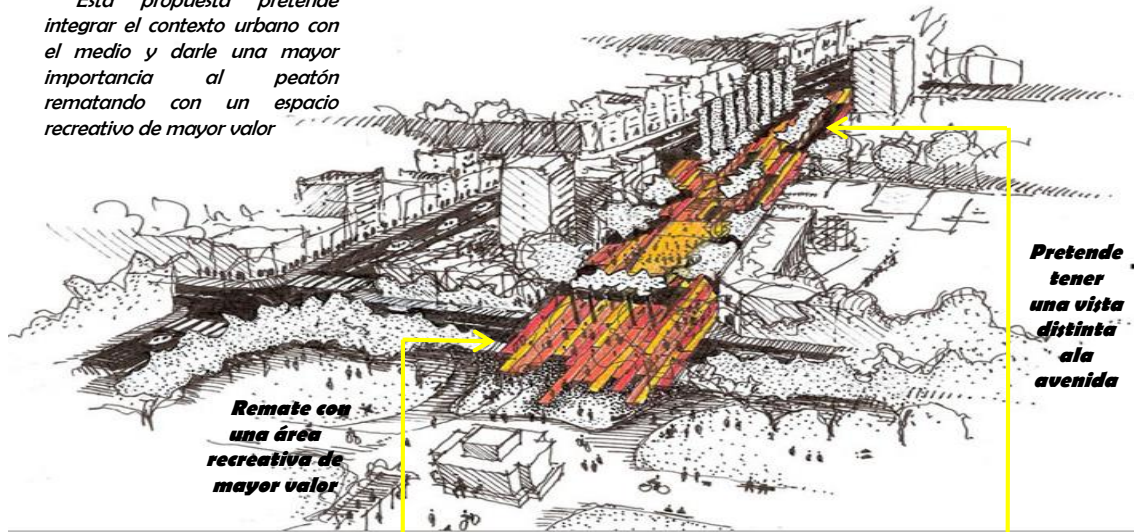 Esta propuesta pretende
integrar el contexto urbano con
el medio y darle una mayor
importancia al peatón
rematando con un espacio
recreativo de mayor valor
Pretende
tener
una vista
distinta
ala
avenida
Remate con
una área
recreativa de
mayor valor